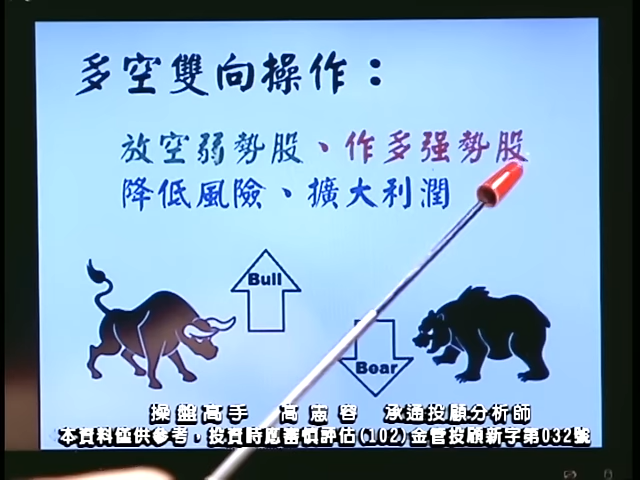 多空雙向操作：
放空弱勢股、作多强勢股
降低風險、擴大利潤
Bull
Bear
操盤高手 高憲容 承通投顧分析師
本資料僅供參考，投資時應審慎評估(102)金管投顧新字第032號